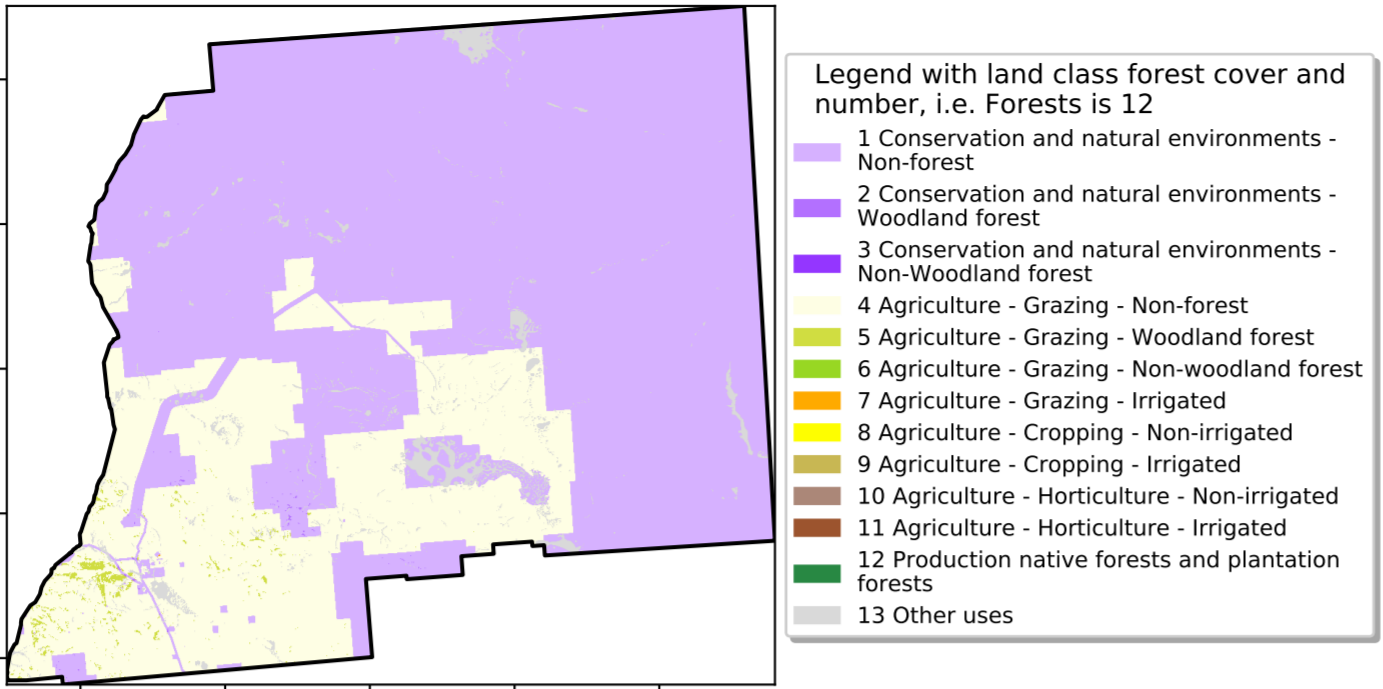 Legend with land class forest cover and
number, i.e. Forests is 12
1 Conservation and natural environments -
Non-forest
2 Conservation and natural environments -
Woodland forest
3 Conservation and natural environments -
Non-Woodland forest
4 Agriculture - Grazing - Non-forest
5 Agriculture - Grazing - Woodland forest
6 Agriculture - Grazing - Non-woodland forest
7 Agriculture - Grazing - Irrigated
8 Agriculture - Cropping - Non-irrigated
9 Agriculture - Cropping - Irrigated
10 Agriculture - Horticulture - Non-irrigated
11 Agriculture - Horticulture - Irrigated
12 Production native forests and plantation
forests
13 Other uses